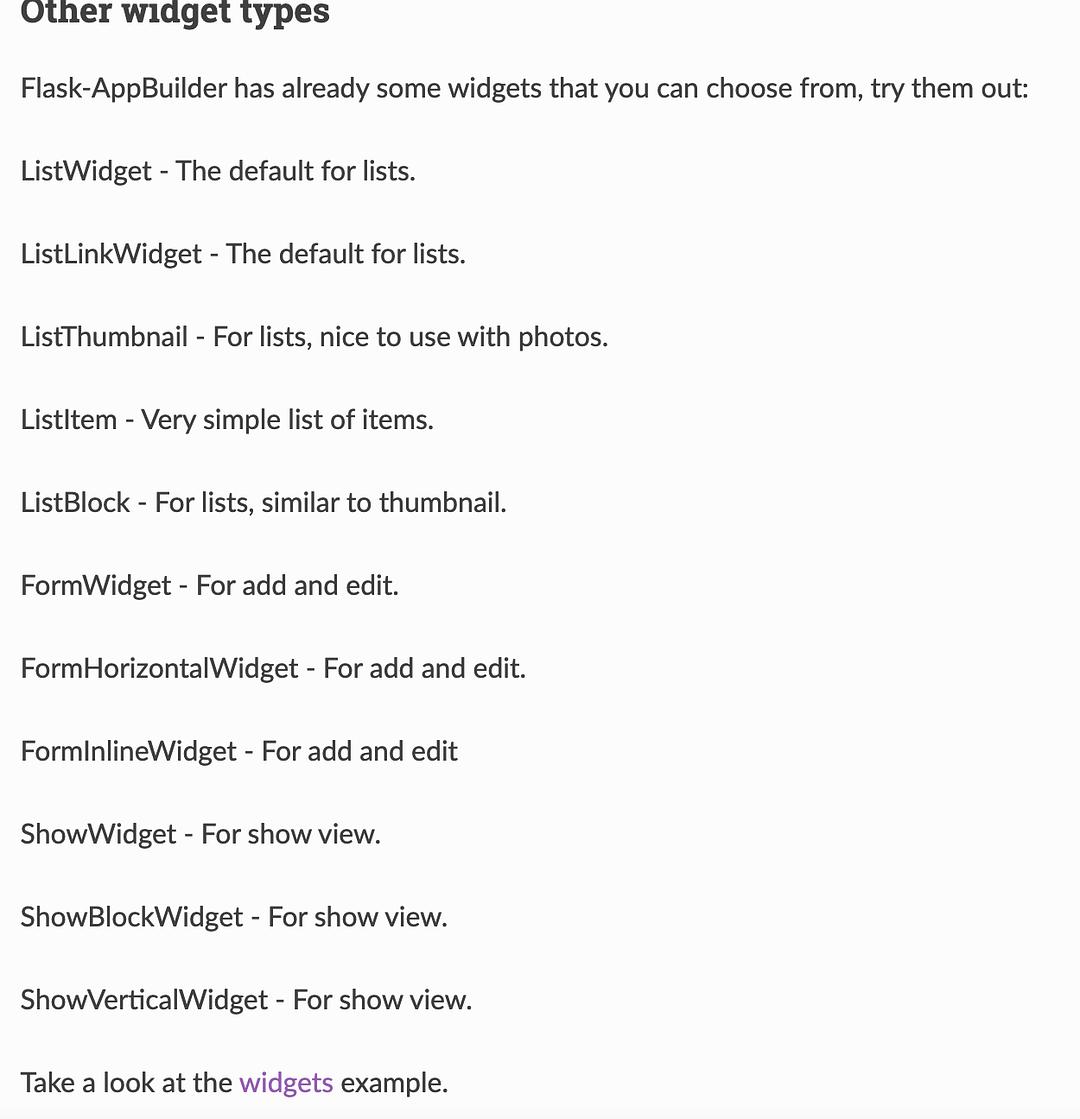 Other widget types
Flask-AppBuilder has already some widgets that you can choose from, try them out:
ListWidget - The default for lists.
ListLinkWidget - The default for lists.
ListThumbnail - For lists, nice to use with photos.
ListItem - Very simple list of items.
ListBlock - For lists, similar to thumbnail.
FormWidget - For add and edit.
FormHorizontalWidget - For add and edit.
FormInlineWidget - For add and edit
ShowWidget - For show view.
ShowBlockWidget - For show view.
ShowVerticalWidget - For show view.
Take a look at the widgets example.